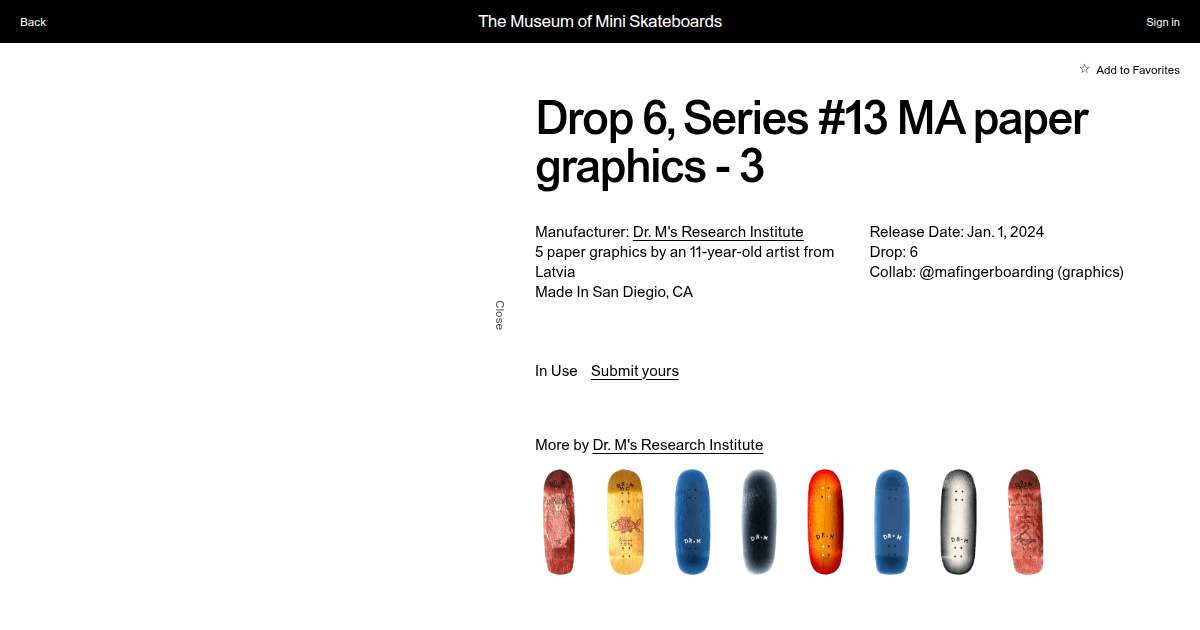 Back
The Museum of Mini Skateboards
Sign in
☆ Add to Favorites
Drop 6, Series #13 MA paper
graphics - 3
Manufacturer: Dr. M's Research Institute
5 paper graphics by an 11-year-old artist from
Latvia
Made In San Diegio, CA
Release Date: Jan. 1, 2024
Drop: 6
Collab: @mafingerboarding (graphics)
Close
In Use Submit yours
More by Dr. M's Research Institute
DR.M
DR.M
DR.M
DR.M
DR.M